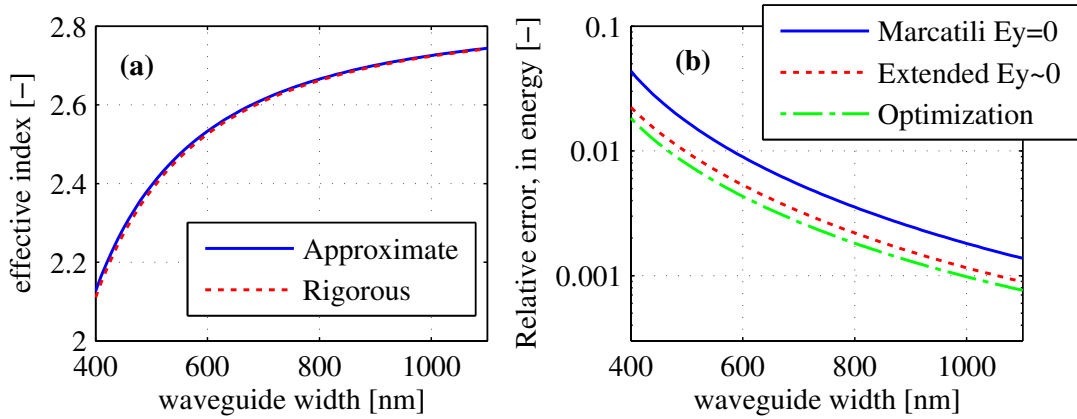 effective index [−]
2.8
2.6
2.4
2.2
2
(a)
Approximate
Rigorous
400 600 800 1000
waveguide width [nm]
Relative error, in energy [−]
0.1
0.01
0.001
(b)
Marcatili Ey=0
Extended Ey~0
Optimization
400 600 800 1000
waveguide width [nm]